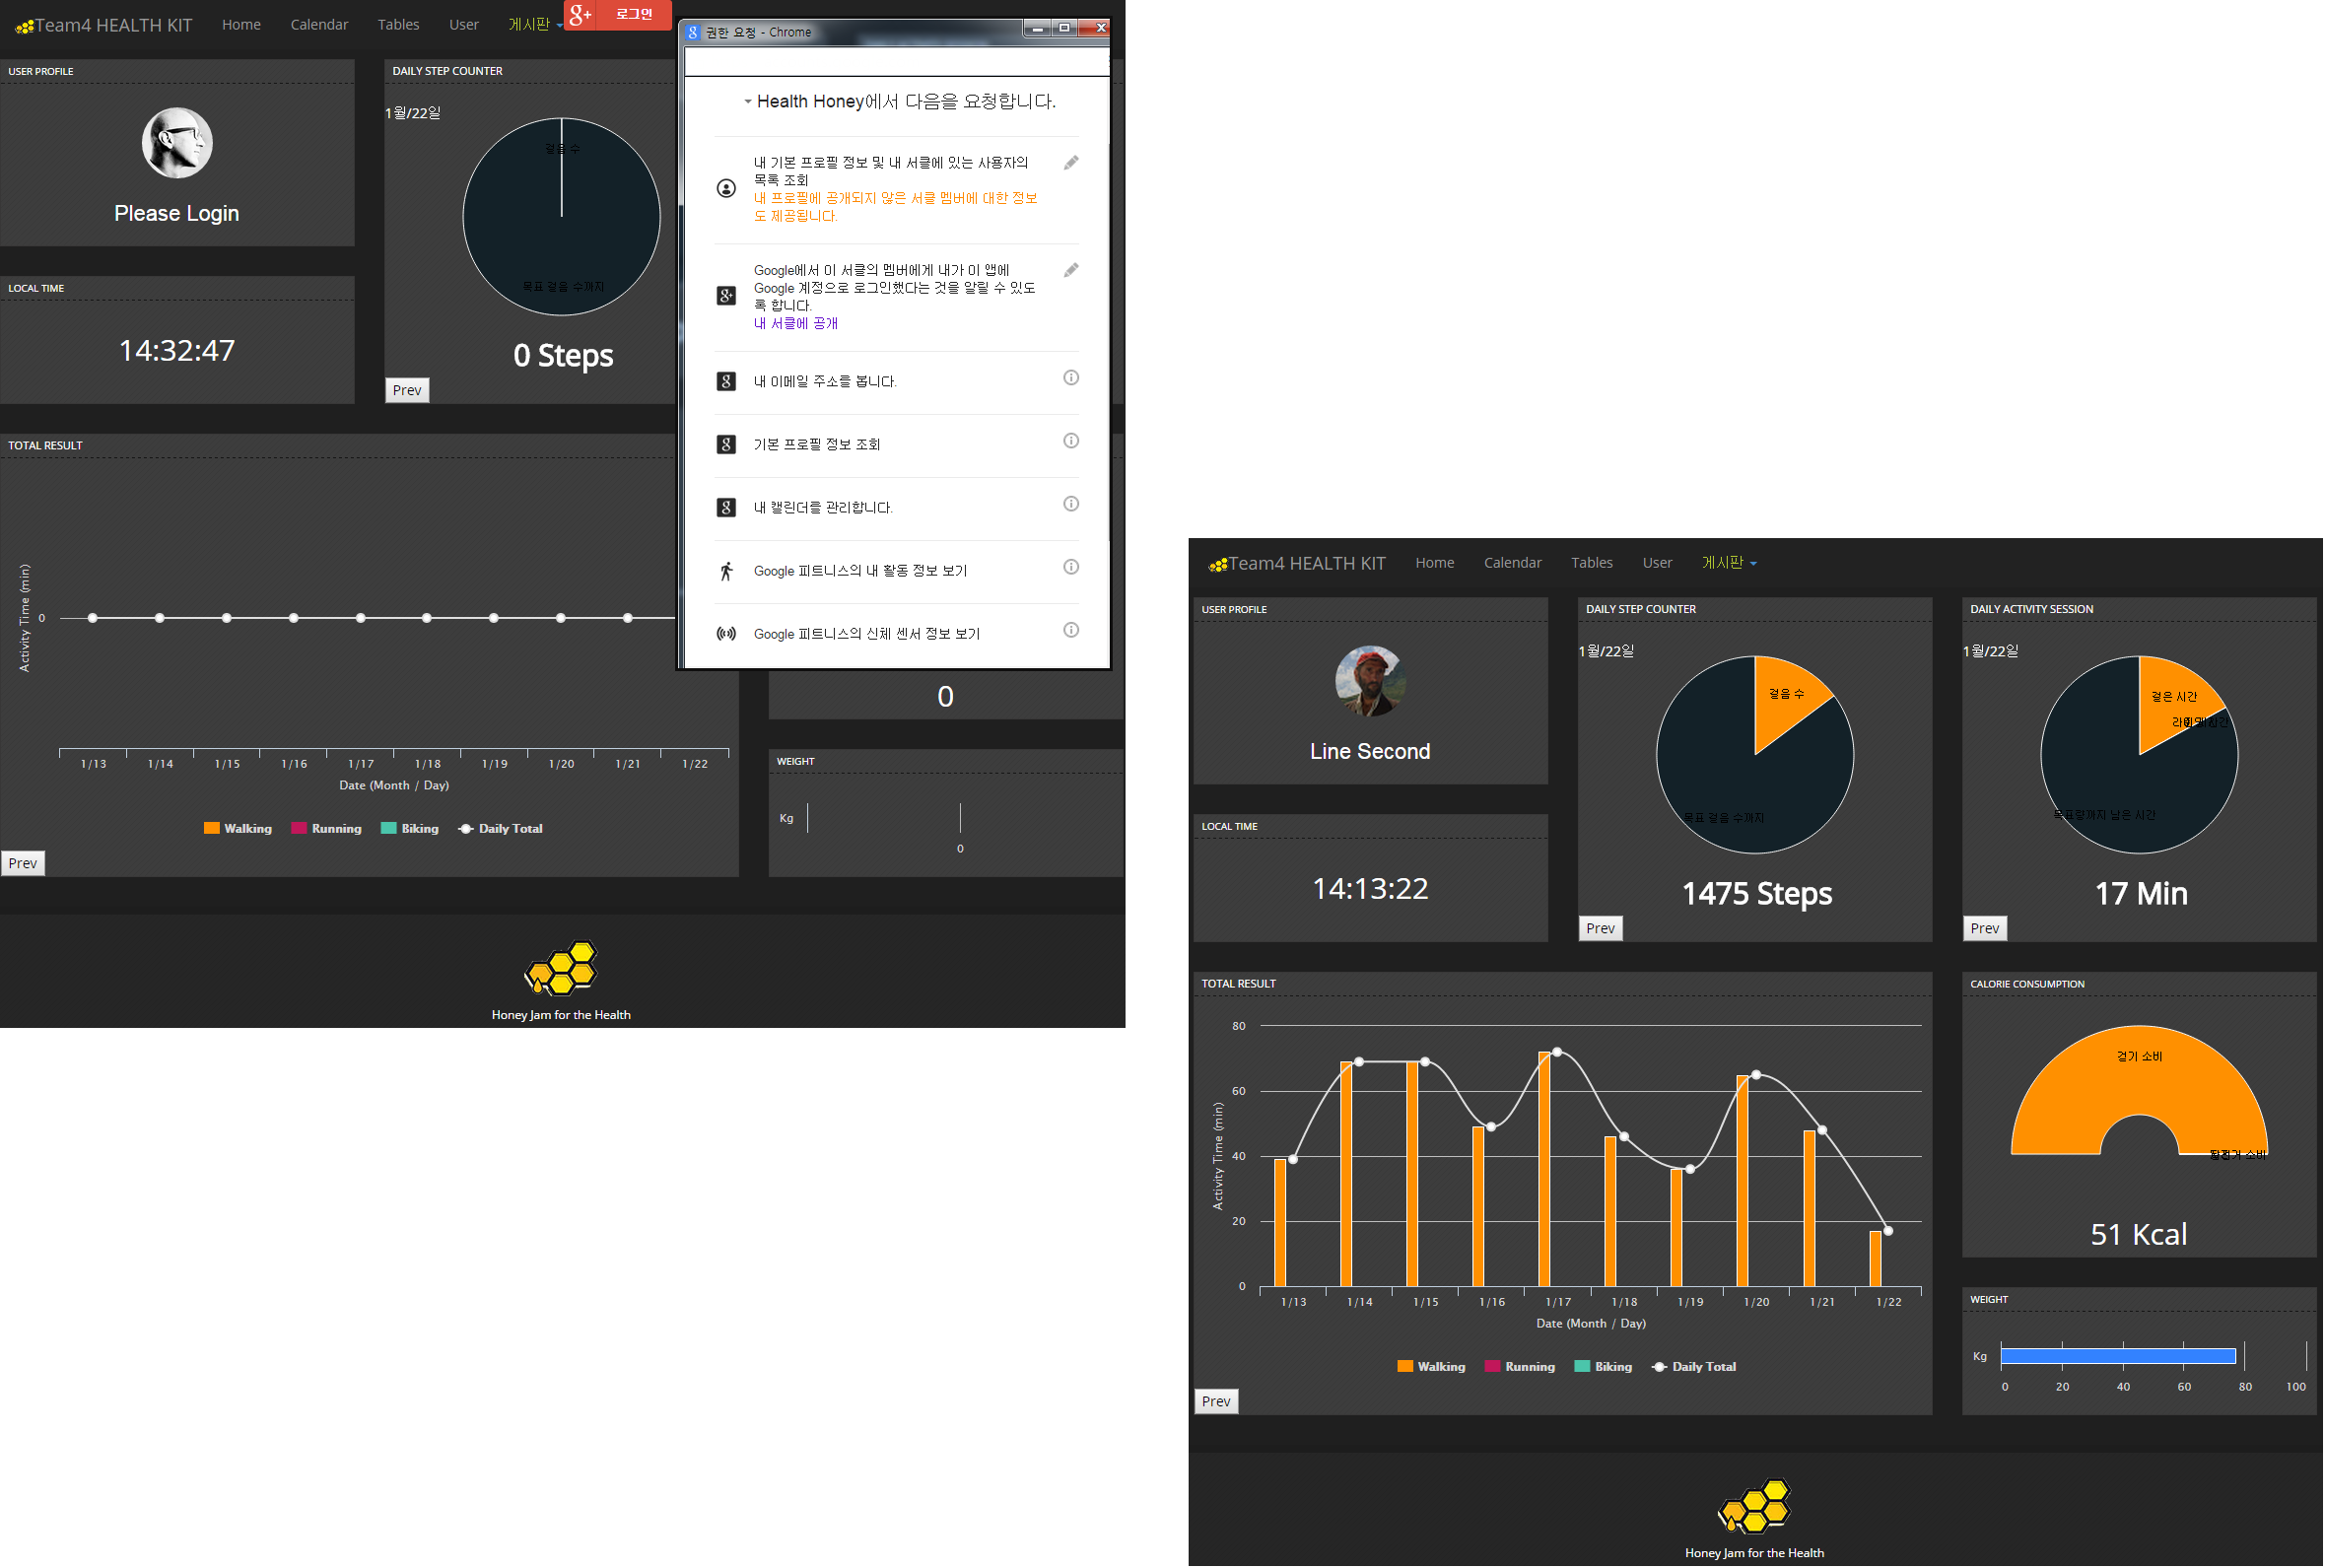 Team4 HEALTH KIT
Home
Calendar
Tables
User
게시판
g+ 로그인
USER PROFILE
Please Login
LOCAL TIME
14:32:47
DAILY STEP COUNTER
1월/22일
걸음 수
목표 걸음 수까지
0 Steps
Prev
권한 요청 - Chrome
Health Honey에서 다음을 요청합니다.
내 기본 프로필 정보 및 내 서클에 있는 사용자의
목록 조회
내 프로필에 공개되지 않은 서클 멤버에 대한 정보
도 제공됩니다.
Google에서 이 서클의 멤버에게 내가 이 앱에
Google 계정으로 로그인했다는 것을 알릴 수 있도
록 합니다.
내 서클에 공개
내 이메일 주소를 봅니다.
기본 프로필 정보 조회
내 캘린더를 관리합니다.
Google 피트니스의 내 활동 정보 보기
Google 피트니스의 신체 센서 정보 보기
TOTAL RESULT
Activity Time (min)
0
1/13 1/14 1/15 1/16 1/17 1/18 1/19 1/20 1/21 1/22
Date (Month / Day)
Walking Running Biking Daily Total
Prev
0
WEIGHT
Kg
0
Honey Jam for the Health
Team4 HEALTH KIT
Home
Calendar
Tables
User
게시판
USER PROFILE
Line Second
LOCAL TIME
14:13:22
DAILY STEP COUNTER
1월/22일
걸음 수
목표 걸음 수까지
1475 Steps
Prev
DAILY ACTIVITY SESSION
1월/22일
걸은 시간
목표량까지 남은 시간
17 Min
Prev
TOTAL RESULT
Activity Time (min)
80
60
40
20
0
1/13 1/14 1/15 1/16 1/17 1/18 1/19 1/20 1/21 1/22
Date (Month / Day)
Walking Running Biking Daily Total
Prev
CALORIE CONSUMPTION
걷기 소비
51 Kcal
WEIGHT
Kg
0 20 40 60 80 100
Honey Jam for the Health